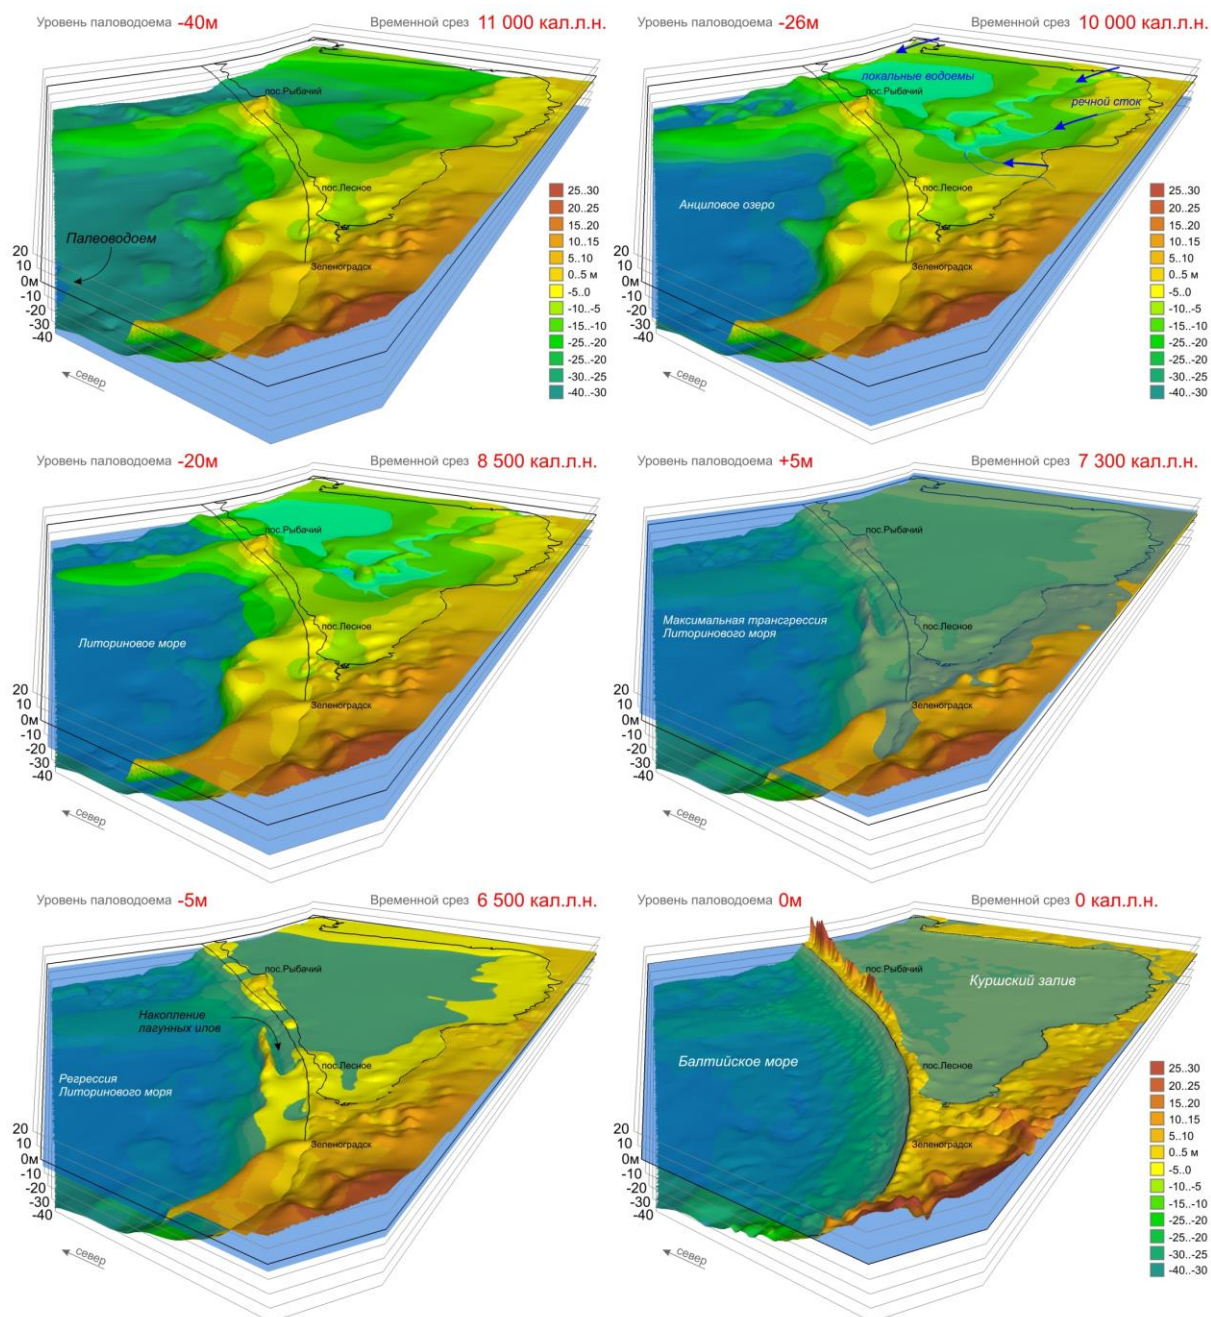 Уровень паловодоема -40м
Временной срез 11 000 кал.л.н.
пос.Рыбачий
пос.Лесное
Палеоводоем
Зеленоградск
20
10
0м
-10
-20
-30
-40
север
25..30
20..25
15..20
10..15
5..10
0..5 м
-5..0
-10..-5
-15..-10
-25..-20
-25..-20
-30..-25
-40..-30
Уровень паловодоема -26м
Временной срез 10 000 кал.л.н.
локальные водоемы
пос.Рыбачий
речной сток
пос.Лесное
Анциловое озеро
Зеленоградск
20
10
0м
-10
-20
-30
-40
север
25..30
20..25
15..20
10..15
5..10
0..5 м
-5..0
-10..-5
-15..-10
-25..-20
-25..-20
-30..-25
-40..-30
Уровень паловодоема -20м
Временной срез 8 500 кал.л.н.
пос.Рыбачий
пос.Лесное
Литориновое море
Зеленоградск
20
10
0м
-10
-20
-30
-40
север
Уровень паловодоема +5м
Временной срез 7 300 кал.л.н.
пос.Рыбачий
Максимальная трансгрессия
Литоринового моря
пос.Лесное
Зеленоградск
20
10
0м
-10
-20
-30
-40
север
Уровень паловодоема -5м
Временной срез 6 500 кал.л.н.
пос.Рыбачий
Накопление
лагунных илов
пос.Лесное
Регрессия
Литоринового моря
Зеленоградск
20
10
0м
-10
-20
-30
-40
север
Уровень паловодоема 0м
Временной срез 0 кал.л.н.
пос.Рыбачий
Куршский залив
Балтийское море
пос.Лесное
Зеленоградск
20
10
0м
-10
-20
-30
-40
север
25..30
20..25
15..20
10..15
5..10
0..5 м
-5..0
-10..-5
-15..-10
-25..-20
-25..-20
-30..-25
-40..-30